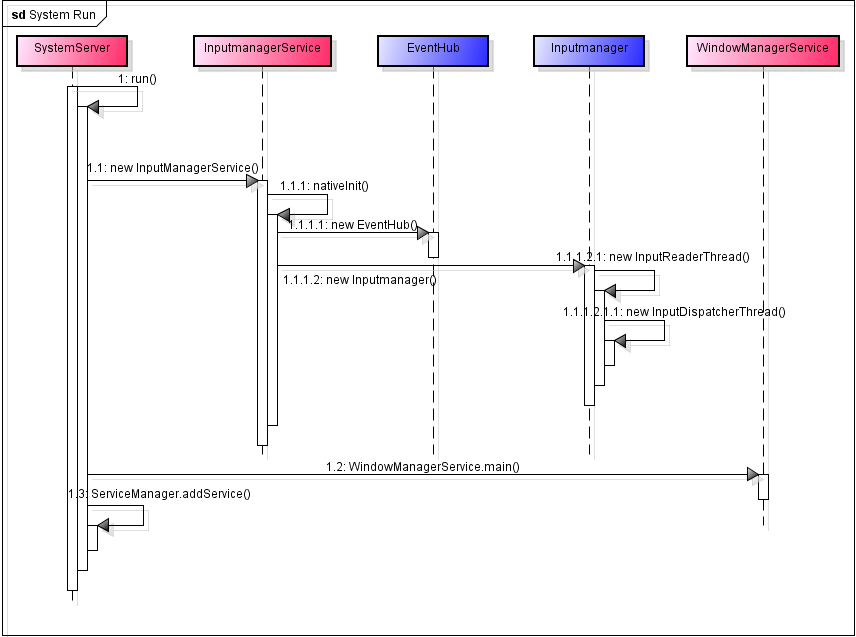 sd System Run
SystemServer
InputmanagerService
EventHub
Inputmanager
WindowManagerService
1: run()
1.1: new InputManagerService()
1.1.1: nativeInit()
1.1.1.1: new EventHub()
1.1.1.2.1: new InputReaderThread()
1.1.1.2: new Inputmanager()
1.1.1.2.1.1: new InputDispatcherThread()
1.2: WindowManagerService.main()
1.3: ServiceManager.addService()